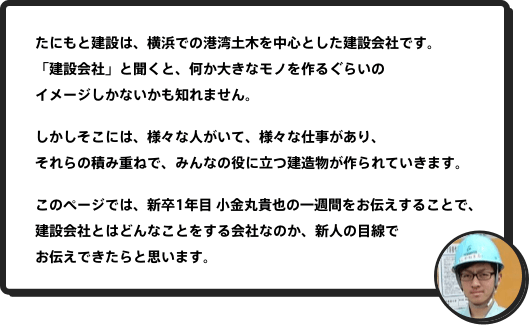 たにもと建設は、横浜での港湾土木を中心とした建設会社です。
「建設会社」と聞くと、何か大きなモノを作るぐらいの
イメージしかないかも知れません。
しかしそこには、様々な人がいて、様々な仕事があり、
それらの積み重ねで、みんなの役に立つ建造物が作られていきます。
このページでは、新卒1年目 小金丸貴也の一週間をお伝えすることで、
建設会社とはどんなことをする会社なのか、新人の目線で
お伝えできたらと思います。